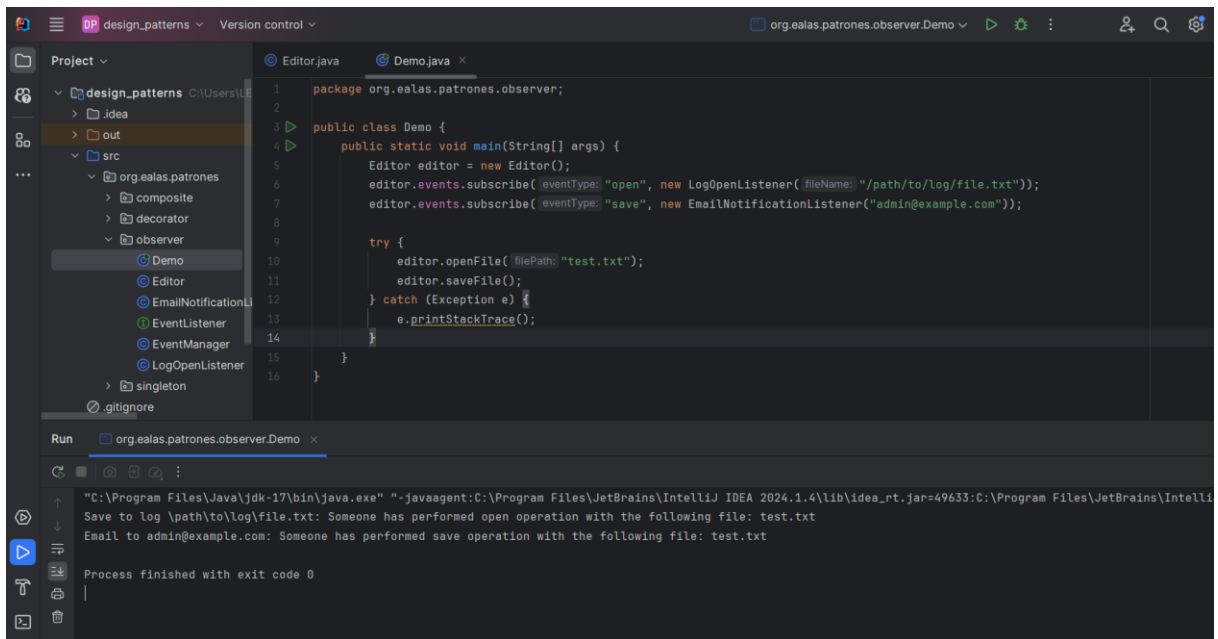 DP design_patterns Version control org.ealas.patrones.observer.Demo
Project
design_patterns C:\Users\LE
.idea
out
src
org.ealas.patrones
composite
decorator
observer
Demo
Editor
EmailNotificationLi
EventListener
EventManager
LogOpenListener
singleton
.gitignore
Editor.java Demo.java
1 package org.ealas.patrones.observer;
2
3 public class Demo {
4 public static void main(String[] args) {
5 Editor editor = new Editor();
6 editor.events.subscribe( eventType: "open", new LogOpenListener( fileName: "/path/to/log/file.txt"));
7 editor.events.subscribe( eventType: "save", new EmailNotificationListener("admin@example.com"));
8
9 try {
10 editor.openFile( filePath: "test.txt");
11 editor.saveFile();
12 } catch (Exception e) {
13 e.printStackTrace();
14 }
15 }
16 }
Run org.ealas.patrones.observer.Demo
"C:\Program Files\Java\jdk-17\bin\java.exe" "-javaagent:C:\Program Files\JetBrains\IntelliJ IDEA 2024.1.4\lib\idea_rt.jar=49633:C:\Program Files\JetBrains\Intelli
Save to log \path\to\log\file.txt: Someone has performed open operation with the following file: test.txt
Email to admin@example.com: Someone has performed save operation with the following file: test.txt
Process finished with exit code 0